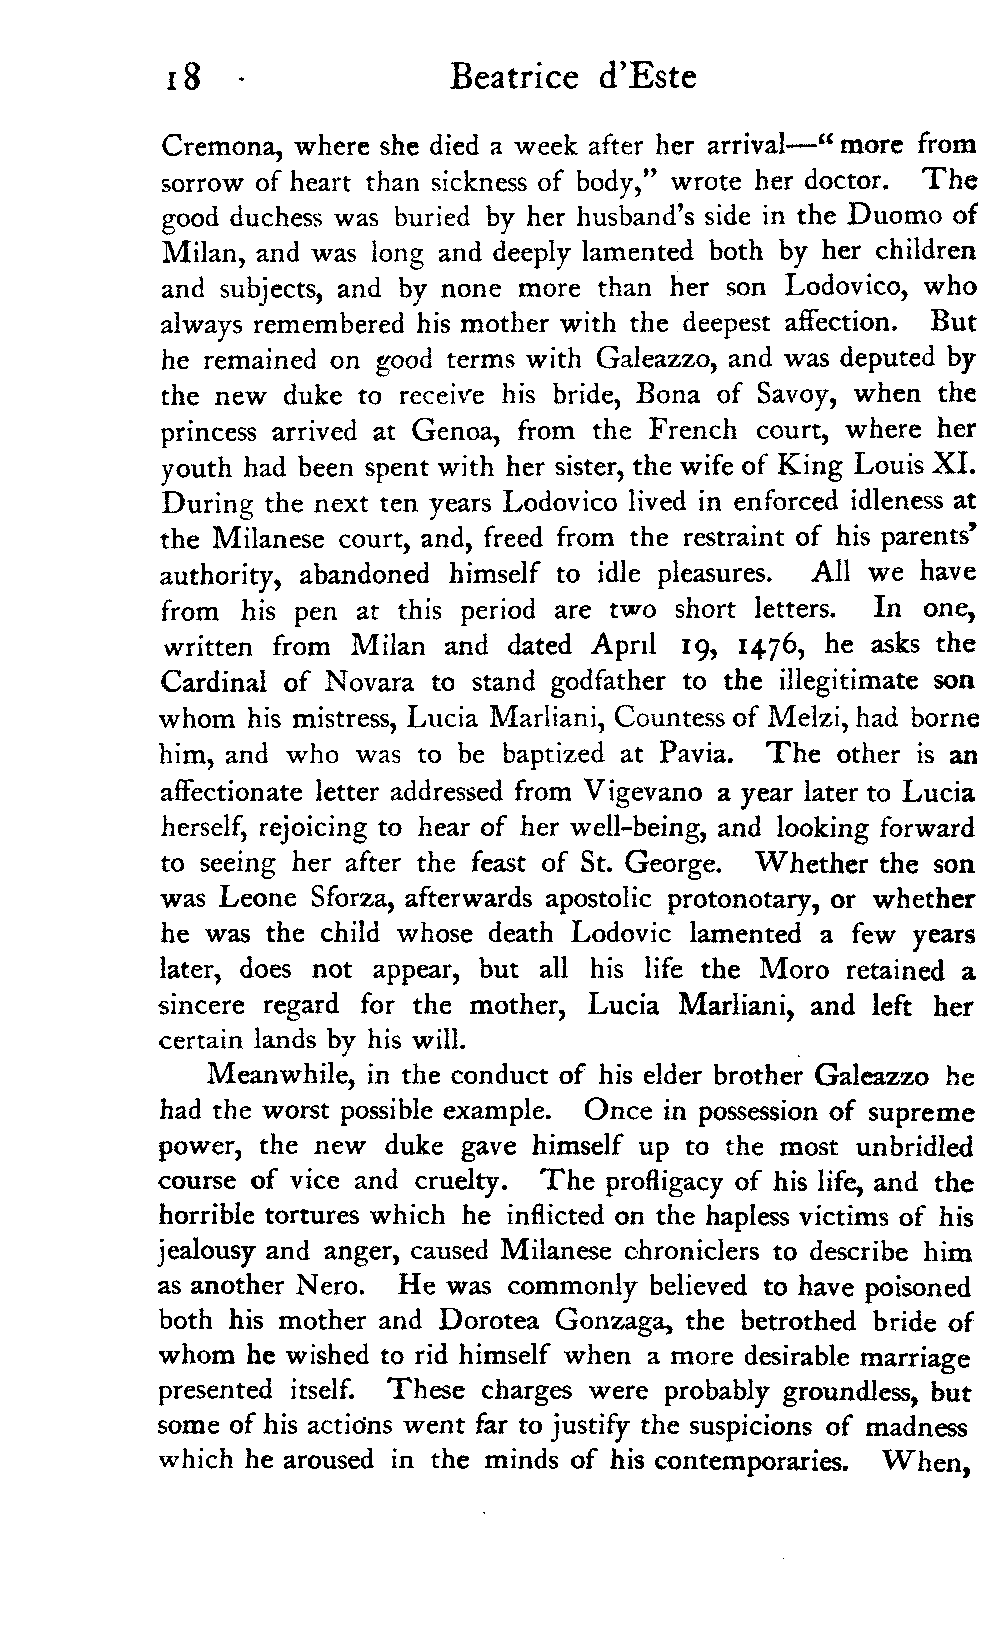 18 Beatrice d'Este
Cremona, where she died a week after her arrival—“more from
sorrow of heart than sickness of body,” wrote her doctor. The
good duchess was buried by her husband's side in the Duomo of
Milan, and was long and deeply lamented both by her children
and subjects, and by none more than her son Lodovico, who
always remembered his mother with the deepest affection. But
he remained on good terms with Galeazzo, and was deputed by
the new duke to receive his bride, Bona of Savoy, when the
princess arrived at Genoa, from the French court, where her
youth had been spent with her sister, the wife of King Louis XI.
During the next ten years Lodovico lived in enforced idleness at
the Milanese court, and, freed from the restraint of his parents'
authority, abandoned himself to idle pleasures. All we have
from his pen at this period are two short letters. In one,
written from Milan and dated April 19, 1476, he asks the
Cardinal of Novara to stand godfather to the illegitimate son
whom his mistress, Lucia Marliani, Countess of Melzi, had borne
him, and who was to be baptized at Pavia. The other is an
affectionate letter addressed from Vigevano a year later to Lucia
herself, rejoicing to hear of her well-being, and looking forward
to seeing her after the feast of St. George. Whether the son
was Leone Sforza, afterwards apostolic protonotary, or whether
he was the child whose death Lodovic lamented a few years
later, does not appear, but all his life the Moro retained a
sincere regard for the mother, Lucia Marliani, and left her
certain lands by his will.
Meanwhile, in the conduct of his elder brother Galeazzo he
had the worst possible example. Once in possession of supreme
power, the new duke gave himself up to the most unbridled
course of vice and cruelty. The profligacy of his life, and the
horrible tortures which he inflicted on the hapless victims of his
jealousy and anger, caused Milanese chroniclers to describe him
as another Nero. He was commonly believed to have poisoned
both his mother and Dorotea Gonzaga, the betrothed bride of
whom he wished to rid himself when a more desirable marriage
presented itself. These charges were probably groundless, but
some of his actions went far to justify the suspicions of madness
which he aroused in the minds of his contemporaries. When,